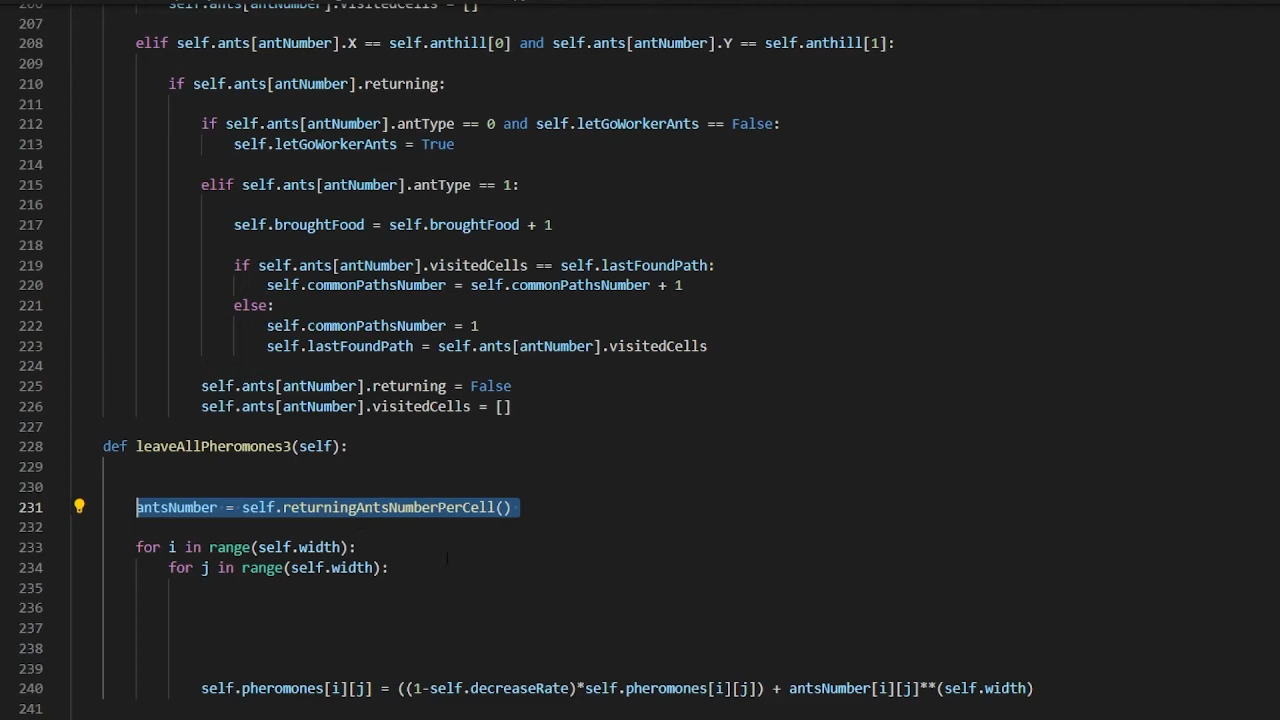 206 self.ants[antNumber].visitedCells = []
207
208 elif self.ants[antNumber].X == self.anthill[0] and self.ants[antNumber].Y == self.anthill[1]:
209
210 if self.ants[antNumber].returning:
211
212 if self.ants[antNumber].antType == 0 and self.letGoWorkerAnts == False:
213 self.letGoWorkerAnts = True
214
215 elif self.ants[antNumber].antType == 1:
216
217 self.broughtFood = self.broughtFood + 1
218
219 if self.ants[antNumber].visitedCells == self.lastFoundPath:
220 self.commonPathsNumber = self.commonPathsNumber + 1
221 else:
222 self.commonPathsNumber = 1
223 self.lastFoundPath = self.ants[antNumber].visitedCells
224
225 self.ants[antNumber].returning = False
226 self.ants[antNumber].visitedCells = []
227
228 def leaveAllPheromones3(self):
229
230
231 antsNumber = self.returningAntsNumberPerCell()
232
233 for i in range(self.width):
234 for j in range(self.width):
235
236
237
238
239
240 self.pheromones[i][j] = ((1-self.decreaseRate)*self.pheromones[i][j]) + antsNumber[i][j]**(self.width)
241